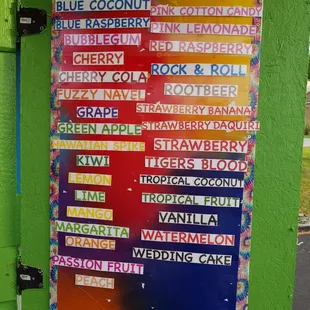 BLUE COCONUT
BLUE RASPBERRY
BUBBLEGUM
CHERRY
CHERRY COLA
FUZZY NAVEL
GRAPE
GREEN APPLE
HAWAIIAN SPIKE
KIWI
LEMON
LIME
MANGO
MARGARITA
ORANGE
PASSION FRUIT
PEACH
PINK COTTON CANDY
PINK LEMONADE
RED RASPBERRY
ROCK & ROLL
ROOTBEER
STRAWBERRY BANANA
STRAWBERRY DAQUIRI
STRAWBERRY
TIGERS BLOOD
TROPICAL COCONUT
TROPICAL FRUIT
VANILLA
WATERMELON
WEDDING CAKE